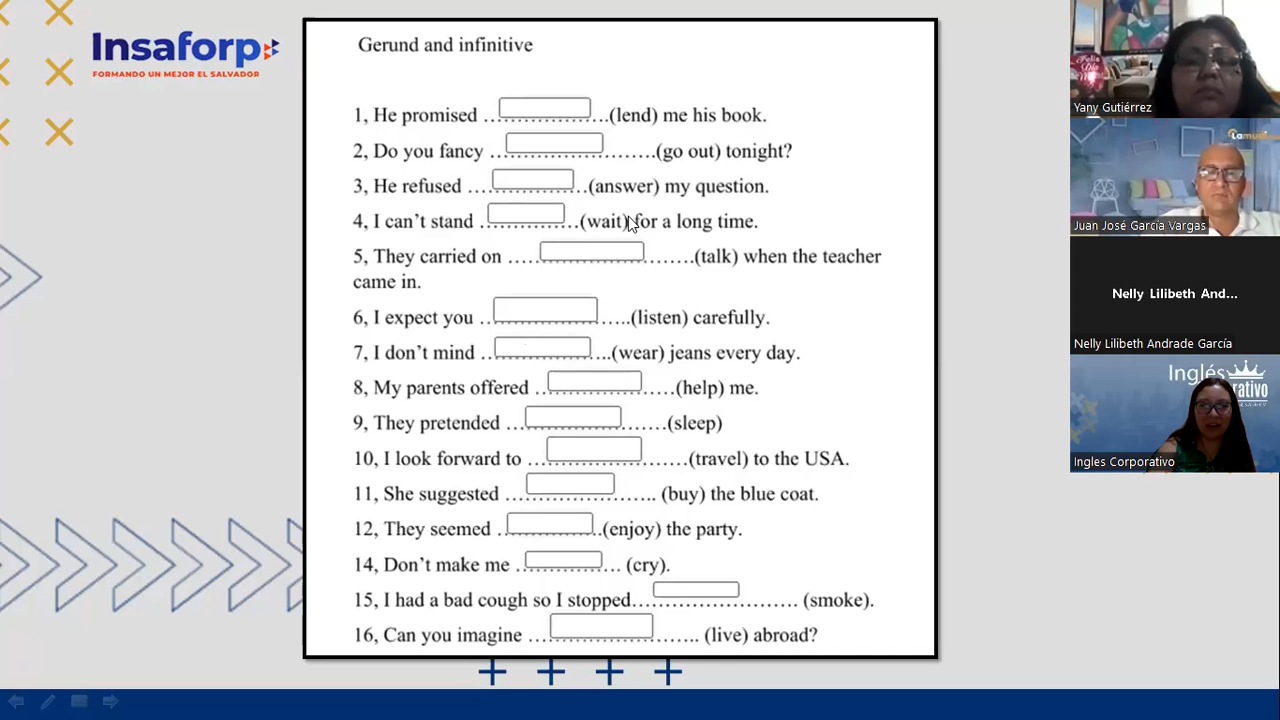 Insaforp
FORMANDO UN MEJOR EL SALVADOR
Gerund and infinitive
1, He promised ....................(lend) me his book.
2, Do you fancy ............................(go out) tonight?
3, He refused ....................(answer) my question.
4, I can't stand ....................(wait) for a long time.
5, They carried on ................................(talk) when the teacher
came in.
6, I expect you .........................(listen) carefully.
7, I don't mind ......................(wear) jeans every day.
8, My parents offered ........................(help) me.
9, They pretended ............................(sleep)
10, I look forward to ............................(travel) to the USA.
11, She suggested .......................... (buy) the blue coat.
12, They seemed ..................(enjoy) the party.
14, Don't make me .................. (cry).
15, I had a bad cough so I stopped............................ (smoke).
16, Can you imagine .............................. (live) abroad?
Yany Gutiérrez
Juan José García Vargas
Nelly Lilibeth And...
Nelly Lilibeth Andrade García
Inglés
Ingles Corporativo